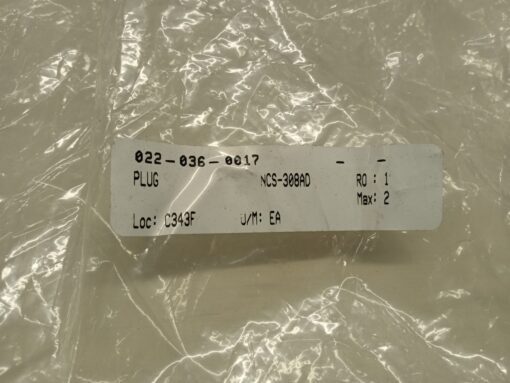 022-036-0017 - -
PLUG NCS-308AD RO : 1
Max: 2
Loc: C343F U/M: EA